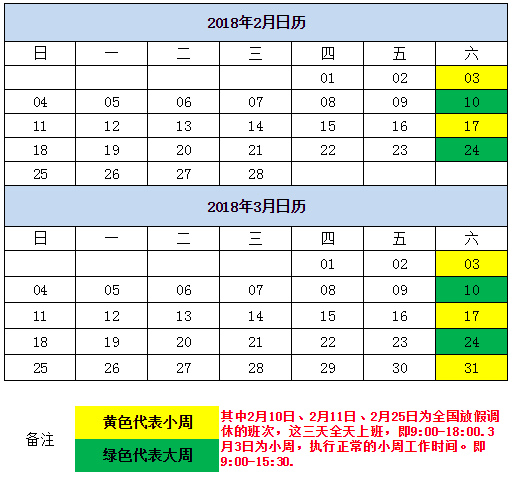 2018年2月日历
日 一 二 三 四 五 六
01 02 03
04 05 06 07 08 09 10
11 12 13 14 15 16 17
18 19 20 21 22 23 24
25 26 27 28
2018年3月日历
日 一 二 三 四 五 六
01 02 03
04 05 06 07 08 09 10
11 12 13 14 15 16 17
18 19 20 21 22 23 24
25 26 27 28 29 30 31
备注
黄色代表小周
绿色代表大周
其中2月10日、2月11日、2月25日为全国放假调
休的班次，这三天全天上班，即9:00-18:00.3
月3日为小周，执行正常的小周工作时间。即
9:00-15:30.